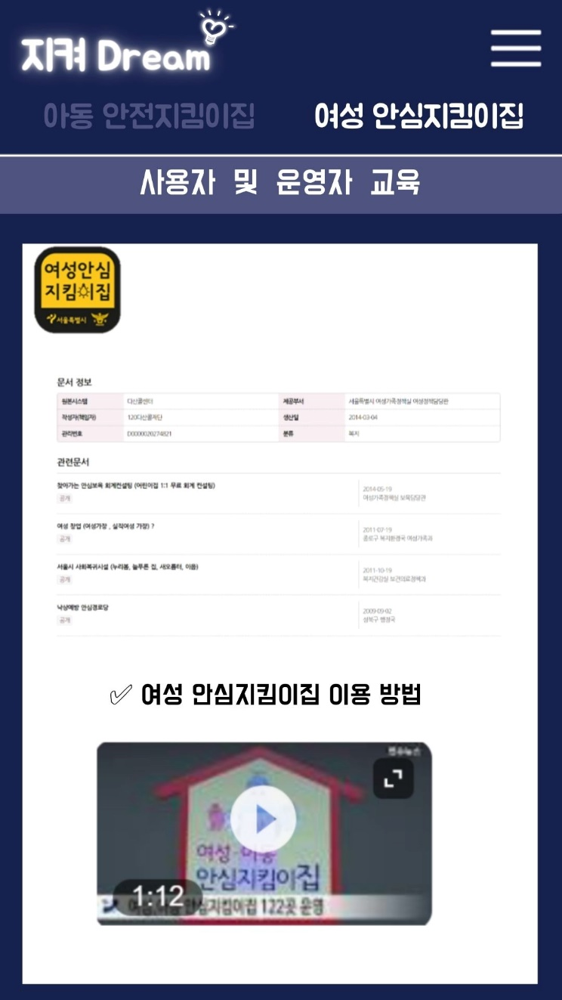 지켜 Dream
아동 안전지킴이집 여성 안심지킴이집
사용자 및 운영자 교육
여성안심
지킴이집
서울특별시
문서 정보
원본시스템 다산콜센터 제공부서 서울특별시 여성가족정책실 여성정책담당관
작성자(책임자) 120다산콜재단 생산일 2014-03-04
관리번호 D0000020274821 분류 복지
관련문서
찾아가는 안심보육 회계컨설팅 (어린이집 1:1 무료 회계 컨설팅) 2014-05-19
공개 여성가족정책실 보육담당관
여성 창업 (여성가장 , 실직여성 가장) ? 2011-07-19
공개 종로구 복지환경국 여성가족과
서울시 사회복귀시설 (누리봄, 늘푸른 집, 새오름터, 이음) 2011-10-19
공개 복지건강실 보건의료정책과
낙상예방 안심경로당 2009-09-02
공개 성북구 행정국
✓ 여성 안심지킴이집 이용 방법
여성·아동
안심지킴이집
1:12
안심지킴이집 122곳 운영